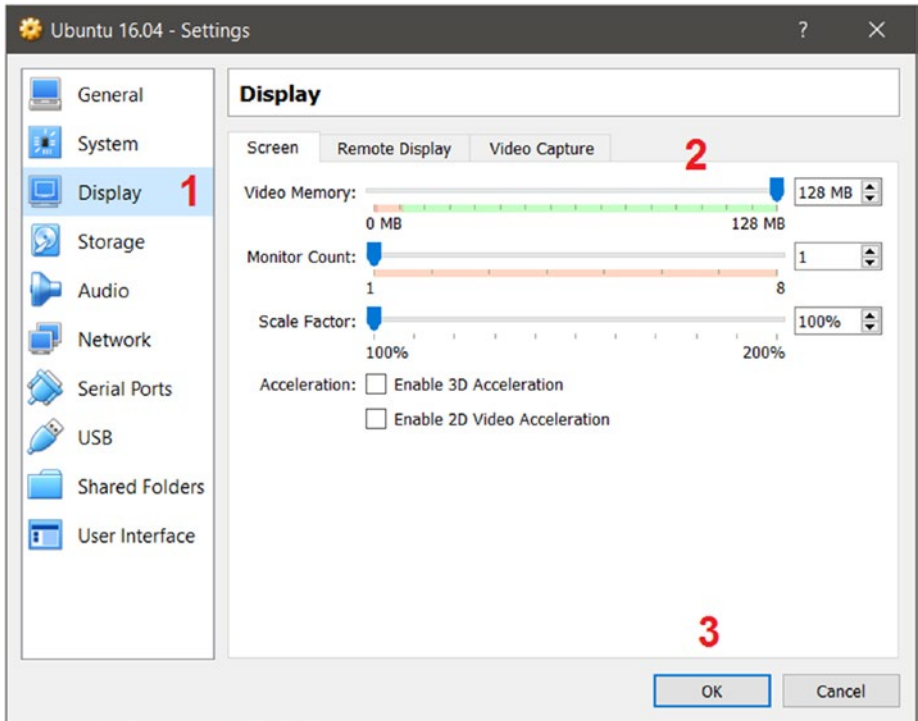 Ubuntu 16.04 - Settings
?
General
System
Display 1
Storage
Audio
Network
Serial Ports
USB
Shared Folders
User Interface
Display
Screen Remote Display Video Capture
2
Video Memory: 128 MB
0 MB 128 MB
Monitor Count: 1
1 8
Scale Factor: 100%
100% 200%
Acceleration: Enable 3D Acceleration
Enable 2D Video Acceleration
3
OK Cancel